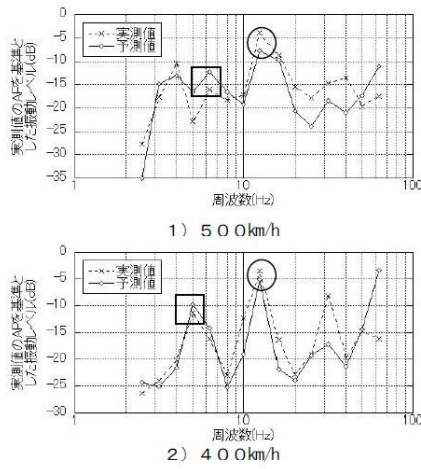 0
-5
-10
-15
-20
-25
-30
-35
実測値のAPを基準と
した振動レベル(dB)
実測値
予測値
1
10
100
周波数(Hz)
1) 500km/h
0
-5
-10
-15
-20
-25
-30
実測値のAPを基準と
した振動レベル(dB)
実測値
予測値
1
10
100
周波数(Hz)
2) 400km/h